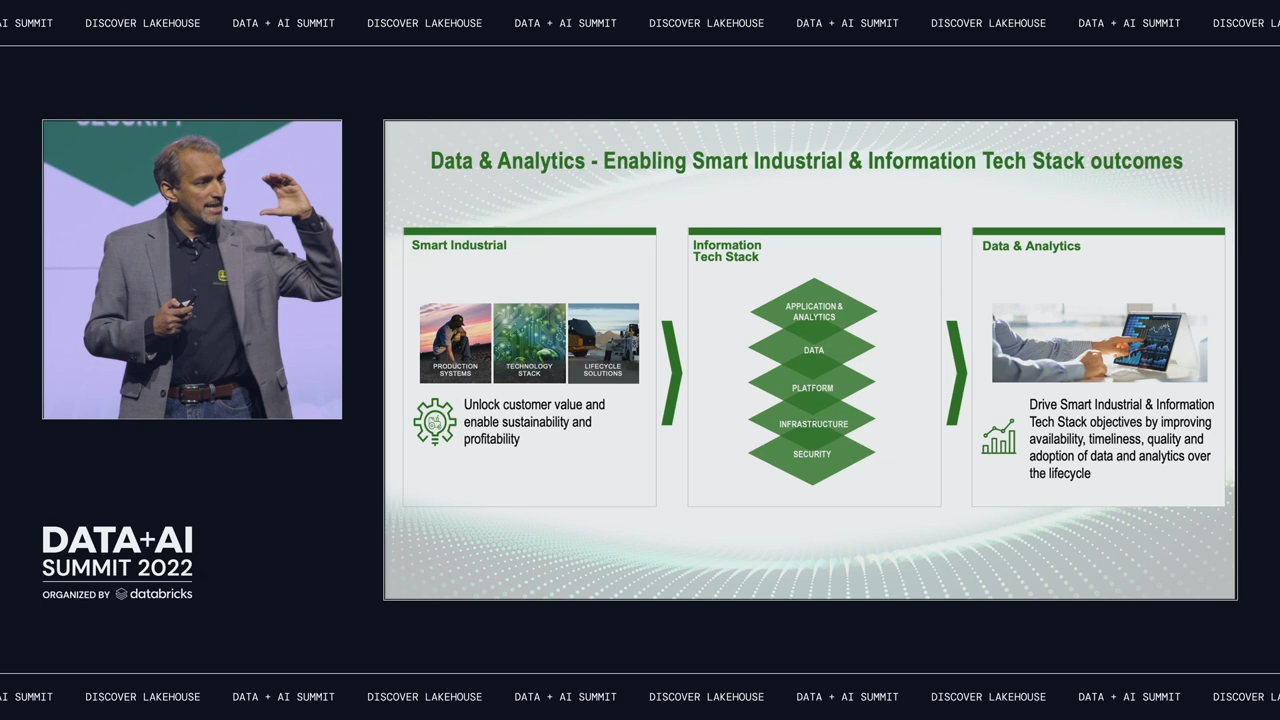 AI SUMMIT DISCOVER LAKEHOUSE DATA + AI SUMMIT DISCOVER LAKEHOUSE DATA + AI SUMMIT DISCOVER LAKEHOUSE DATA + AI SUMMIT DISCOVER LAKEHOUSE DATA + AI SUMMIT DISCOVER
SECURITY
Data & Analytics - Enabling Smart Industrial & Information Tech Stack outcomes
Smart Industrial
PRODUCTION
SYSTEMS
TECHNOLOGY
STACK
LIFECYCLE
SOLUTIONS
Unlock customer value and
enable sustainability and
profitability
Information
Tech Stack
APPLICATION &
ANALYTICS
DATA
PLATFORM
INFRASTRUCTURE
SECURITY
Data & Analytics
Drive Smart Industrial & Information
Tech Stack objectives by improving
availability, timeliness, quality and
adoption of data and analytics over
the lifecycle
DATA+AI
SUMMIT 2022
ORGANIZED BY databricks
AI SUMMIT DISCOVER LAKEHOUSE DATA + AI SUMMIT DISCOVER LAKEHOUSE DATA + AI SUMMIT DISCOVER LAKEHOUSE DATA + AI SUMMIT DISCOVER LAKEHOUSE DATA + AI SUMMIT DISCOVER